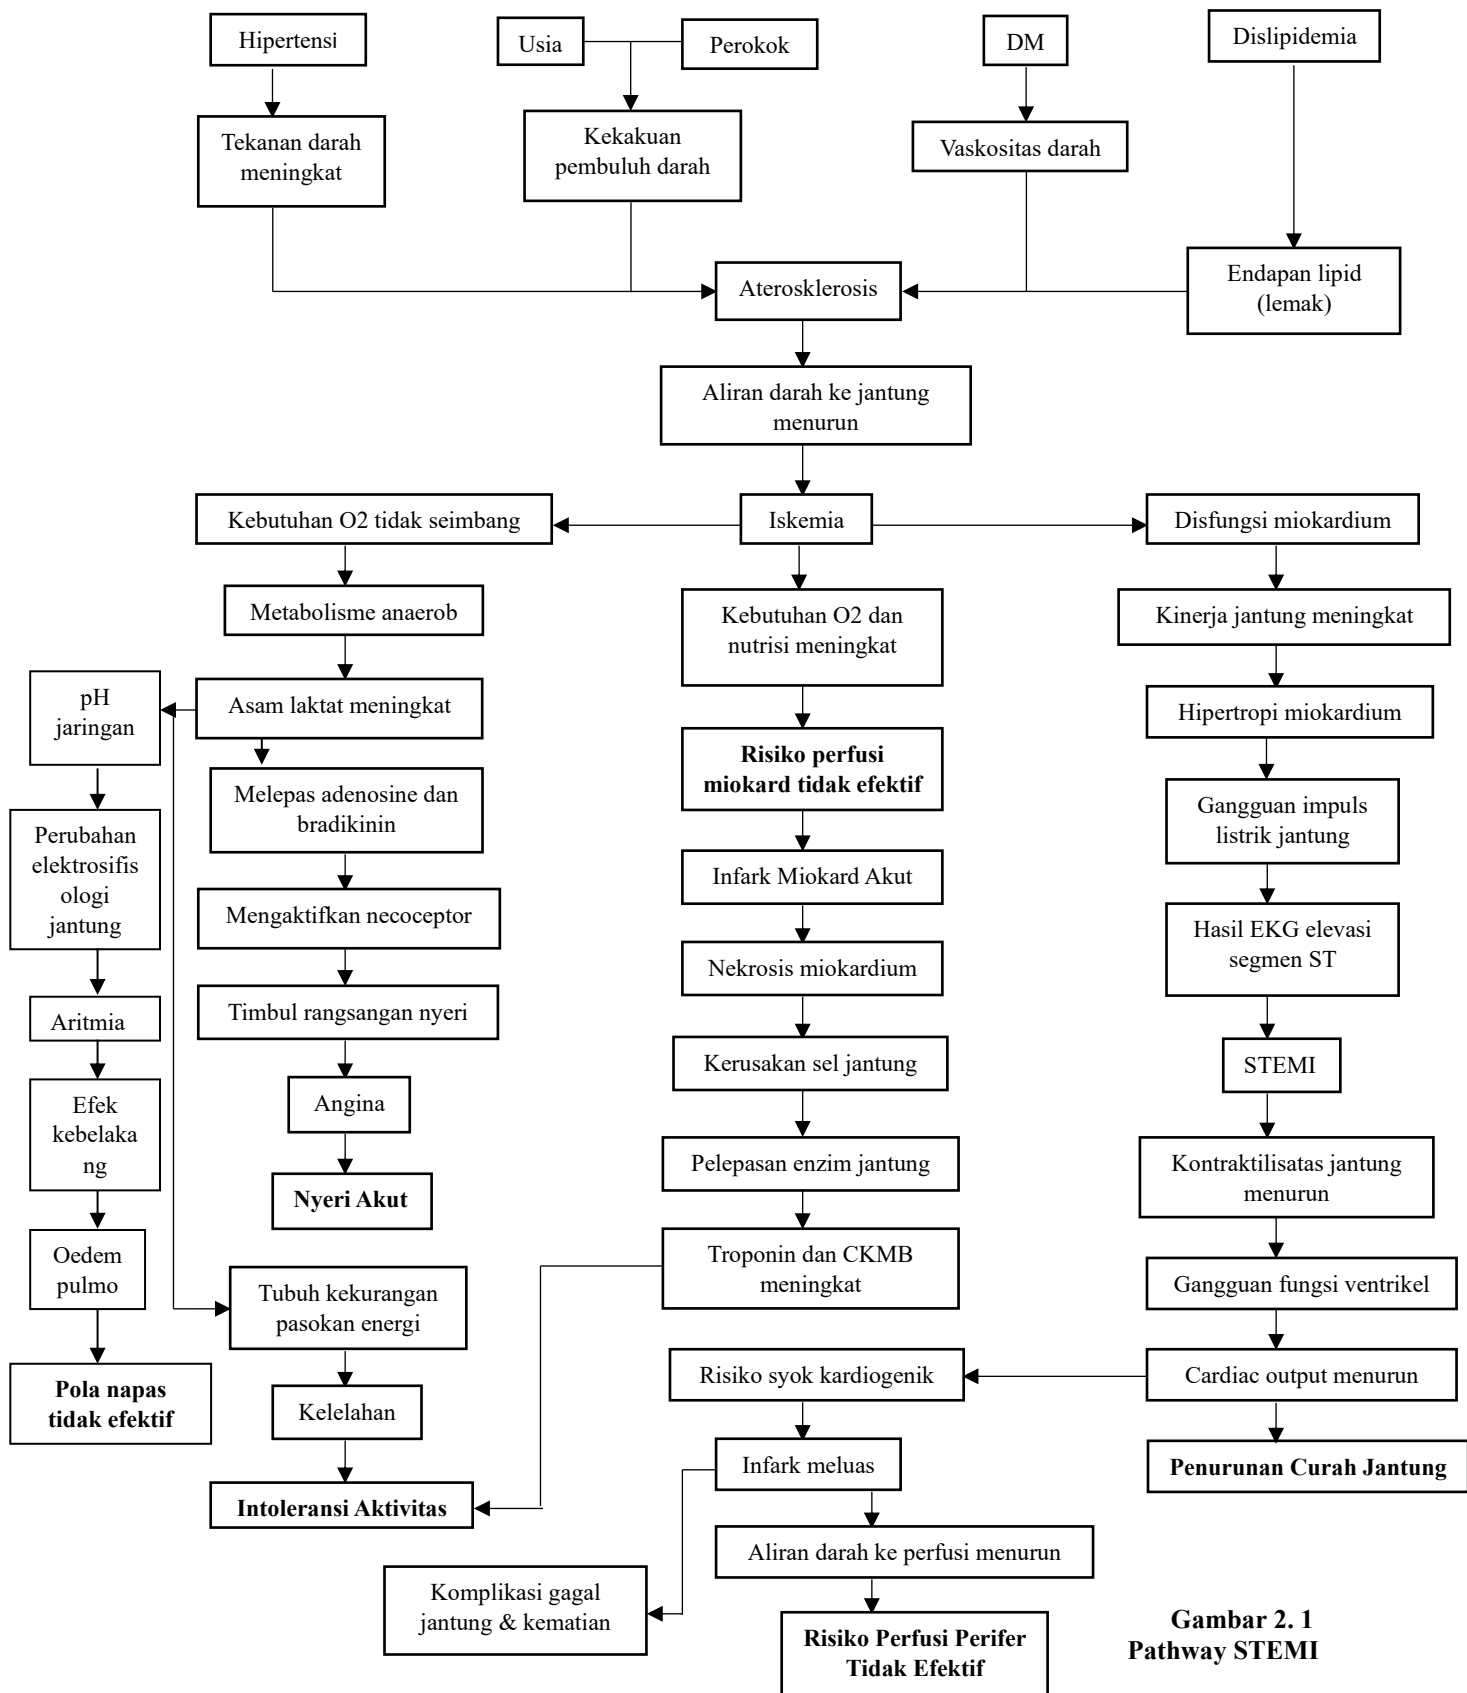 Hipertensi
Usia
Perokok
DM
Dislipidemia
Tekanan darah
meningkat
Kekakuan
pembuluh darah
Vaskositas darah
Endapan lipid
(lemak)
Aterosklerosis
Aliran darah ke jantung
menurun
Kebutuhan O2 tidak seimbang
Iskemia
Disfungsi miokardium
Metabolisme anaerob
Kebutuhan O2 dan
nutrisi meningkat
Kinerja jantung meningkat
pH
jaringan
Asam laktat meningkat
Hipertropi miokardium
Risiko perfusi
miokard tidak efektif
Melepas adenosine dan
bradikinin
Gangguan impuls
listrik jantung
Perubahan
elektrosifis
ologi
jantung
Infark Miokard Akut
Mengaktifkan necoceptor
Hasil EKG elevasi
segmen ST
Nekrosis miokardium
Aritmia
Timbul rangsangan nyeri
Kerusakan sel jantung
STEMI
Efek
kebelaka
ng
Angina
Pelepasan enzim jantung
Kontraktilisatas jantung
menurun
Nyeri Akut
Oedem
pulmo
Troponin dan CKMB
meningkat
Gangguan fungsi ventrikel
Tubuh kekurangan
pasokan energi
Risiko syok kardiogenik
Cardiac output menurun
Pola napas
tidak efektif
Kelelahan
Infark meluas
Penurunan Curah Jantung
Intoleransi Aktivitas
Aliran darah ke perfusi menurun
Komplikasi gagal
jantung & kematian
Risiko Perfusi Perifer
Tidak Efektif
Gambar 2. 1
Pathway STEMI